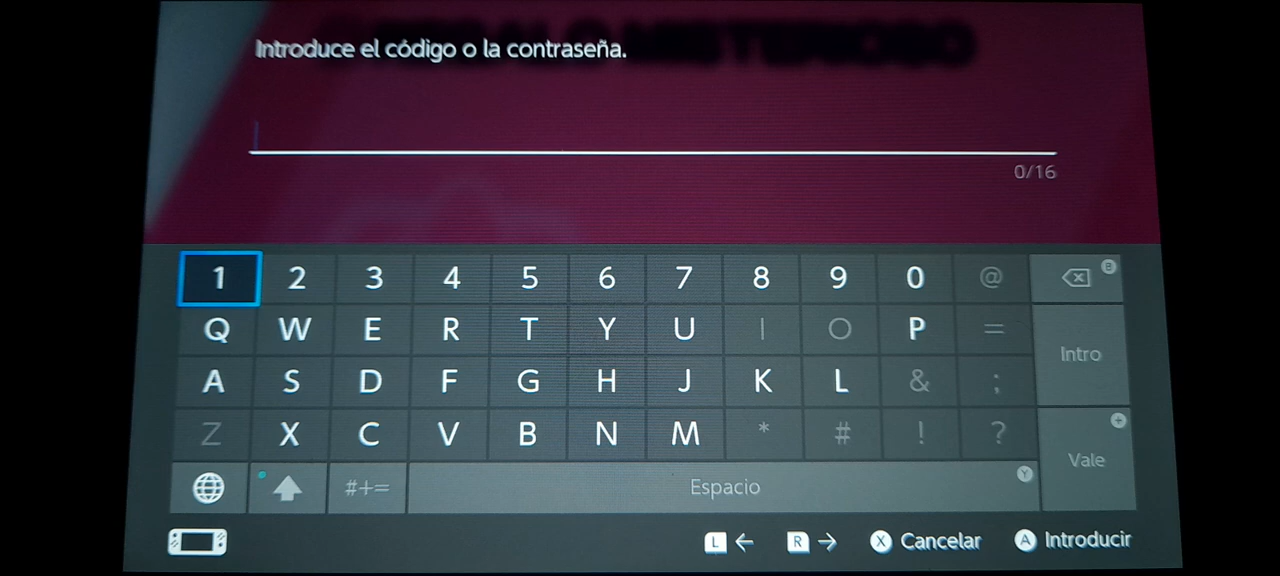 MISTERIOSO
Introduce el código o la contraseña.
0/16
1 2 3 4 5 6 7 8 9 0 @ B
Q W E R T Y U I O P =
A S D F G H J K L & ; Intro
Z X C V B N M * # ! ? +
#+= Espacio Y Vale
L ← R → X Cancelar A Introducir